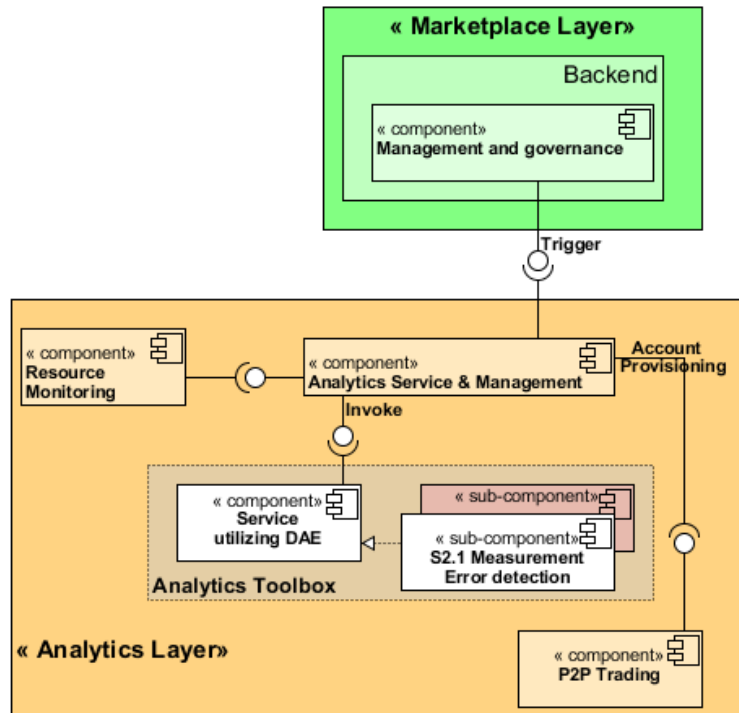 « Marketplace Layer»
Backend
« component»
Management and governance
Trigger
« component»
Resource
Monitoring
« component»
Analytics Service & Management
Account
Provisioning
Invoke
« component»
Service
utilizing DAE
« sub-component»
« sub-component»
S2.1 Measurement
Error detection
Analytics Toolbox
« Analytics Layer»
« component»
P2P Trading